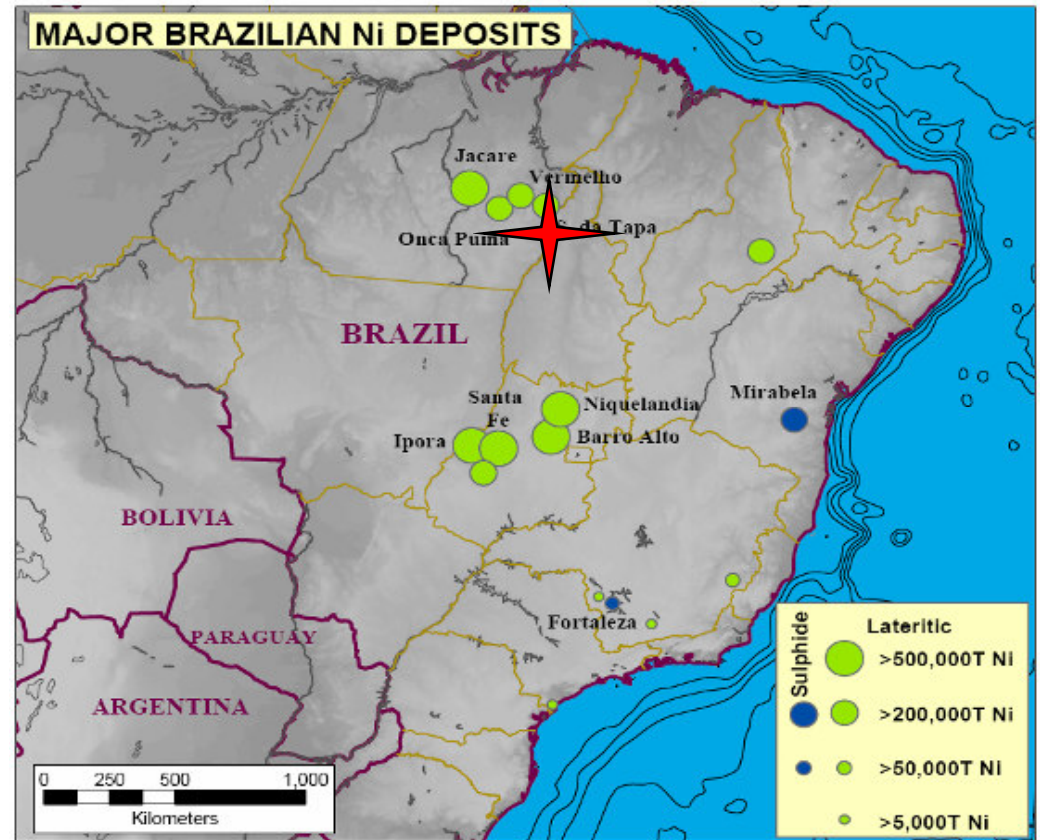 MAJOR BRAZILIAN Ni DEPOSITS
Jacare
Vermelho
Onca Puma
S. da Tapa
BRAZIL
Santa
Fe
Niquelandia
Mirabela
Ipora
Barro Alto
BOLIVIA
Fortaleza
PARAGUAY
ARGENTINA
Sulphide
Lateritic
>500,000T Ni
>200,000T Ni
>50,000T Ni
>5,000T Ni
0 250 500 1,000
Kilometers